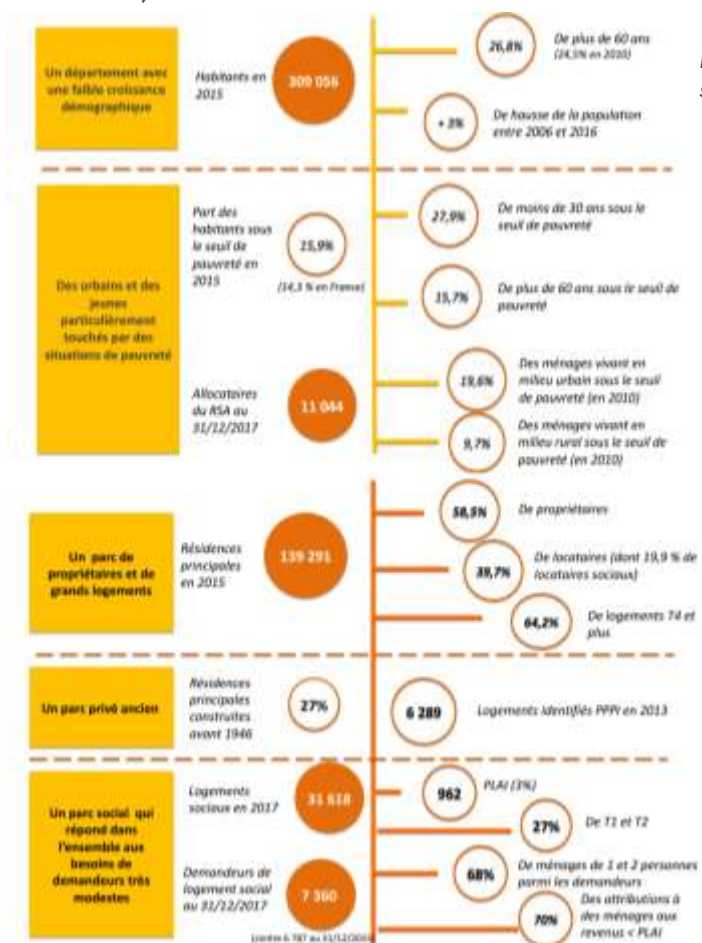 Un département avec
une faible croissance
démographique
Habitants en
2015
309 056
26,8%
De plus de 60 ans
(24,5% en 2010)
+ 3%
De hausse de la population
entre 2006 et 2016
Des urbains et des
jeunes
particulièrement
touchés par des
situations de pauvreté
Part des
habitants sous
le seuil de
pauvreté en
2015
15,9%
(14,3 % en France)
27,9%
De moins de 30 ans sous le
seuil de pauvreté
15,7%
De plus de 60 ans sous le seuil de
pauvreté
Allocataires
du RSA au
31/12/2017
11 044
19,6%
Des ménages vivant en
milieu urbain sous le seuil
de pauvreté (en 2010)
9,7%
Des ménages vivant en
milieu rural sous le seuil de
pauvreté (en 2010)
Un parc de
propriétaires et de
grands logements
Résidences
principales
en 2015
139 291
58,5%
De propriétaires
39,7%
De locataires (dont 19,9 % de
locataires sociaux)
64,2%
De logements T4 et
plus
Un parc privé ancien
Résidences
principales
construites
avant 1946
27%
6 289
Logements identifiés PPPI en 2013
Un parc social qui
répond dans
l'ensemble aux
besoins de
demandeurs très
modestes
Logements
sociaux en 2017
31 618
962
PLAI (3%)
27%
De T1 et T2
Demandeurs de
logement social
au 31/12/2017
7 360
68%
De ménages de 1 et 2 personnes
parmi les demandeurs
70%
Des attributions à
des ménages aux
revenus < PLAI